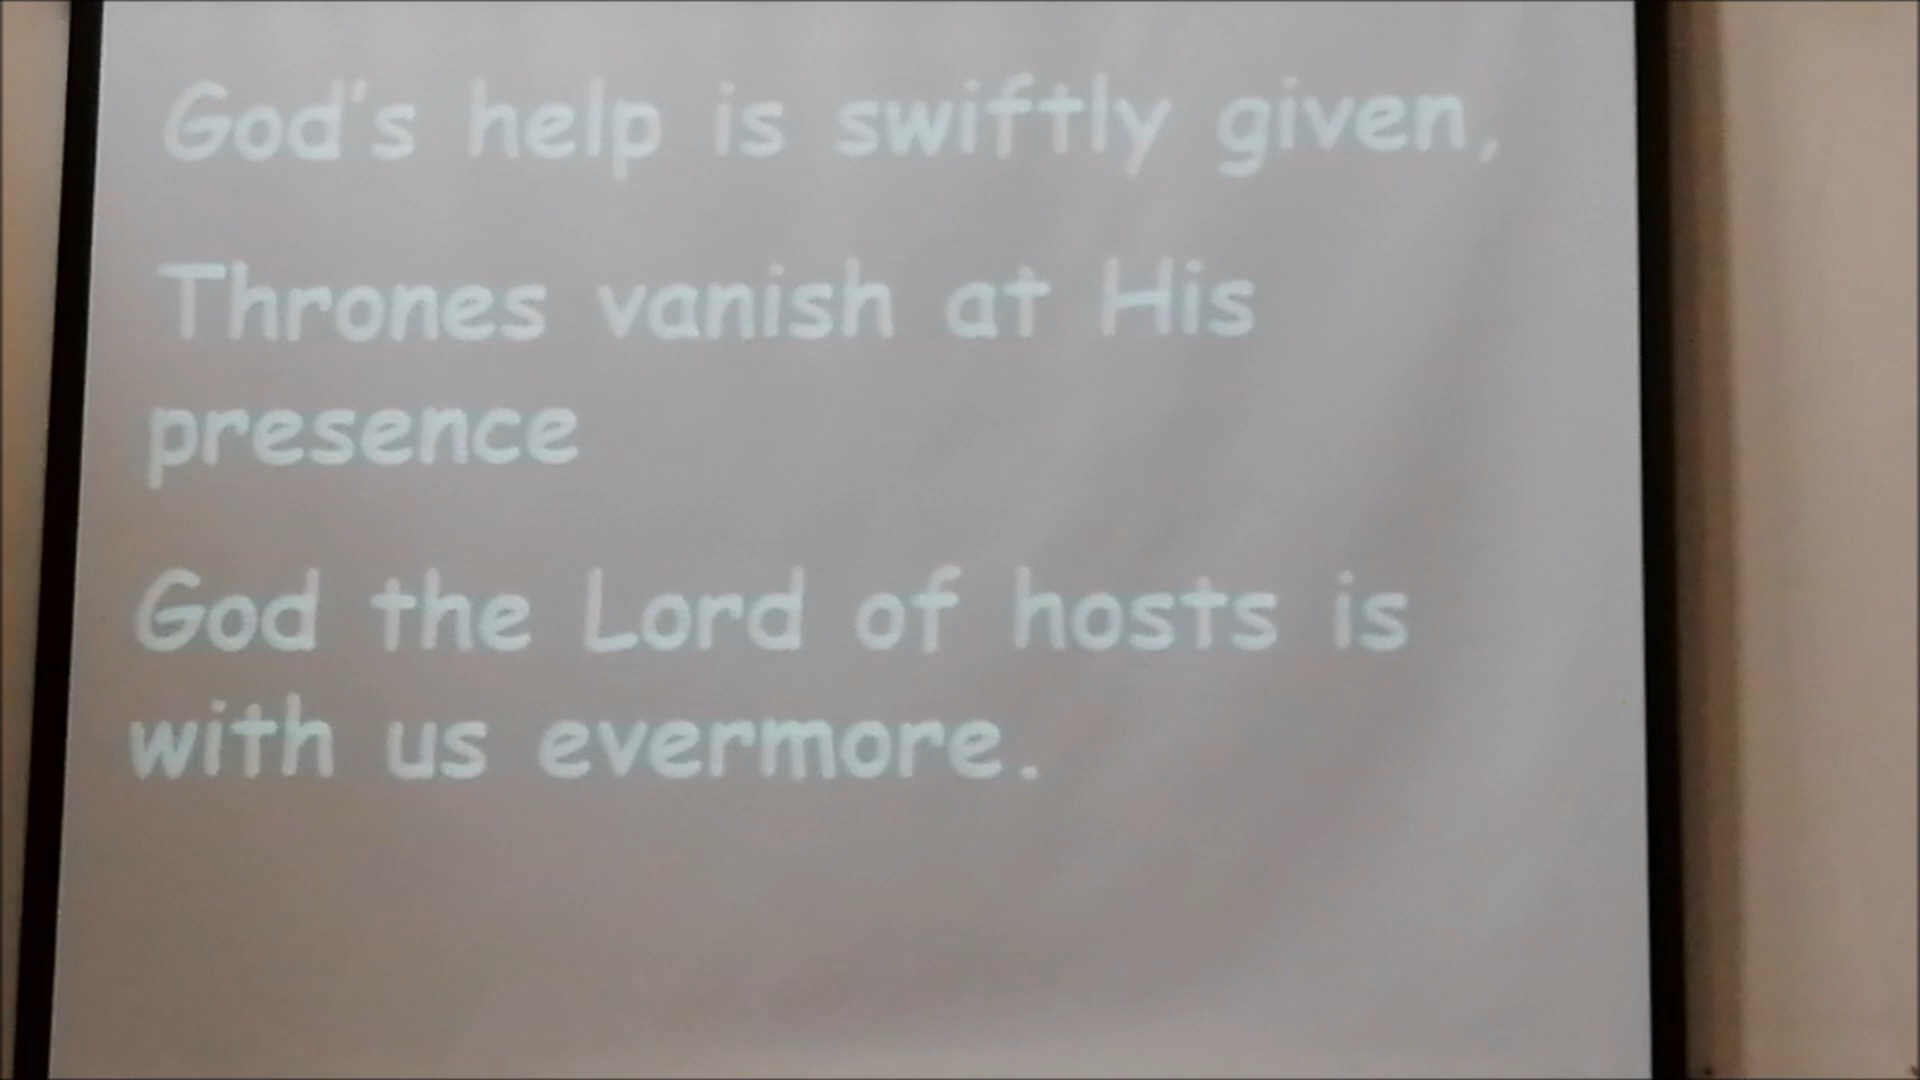 God's help is swiftly given,
Thrones vanish at His
presence
God the Lord of hosts is
with us evermore.